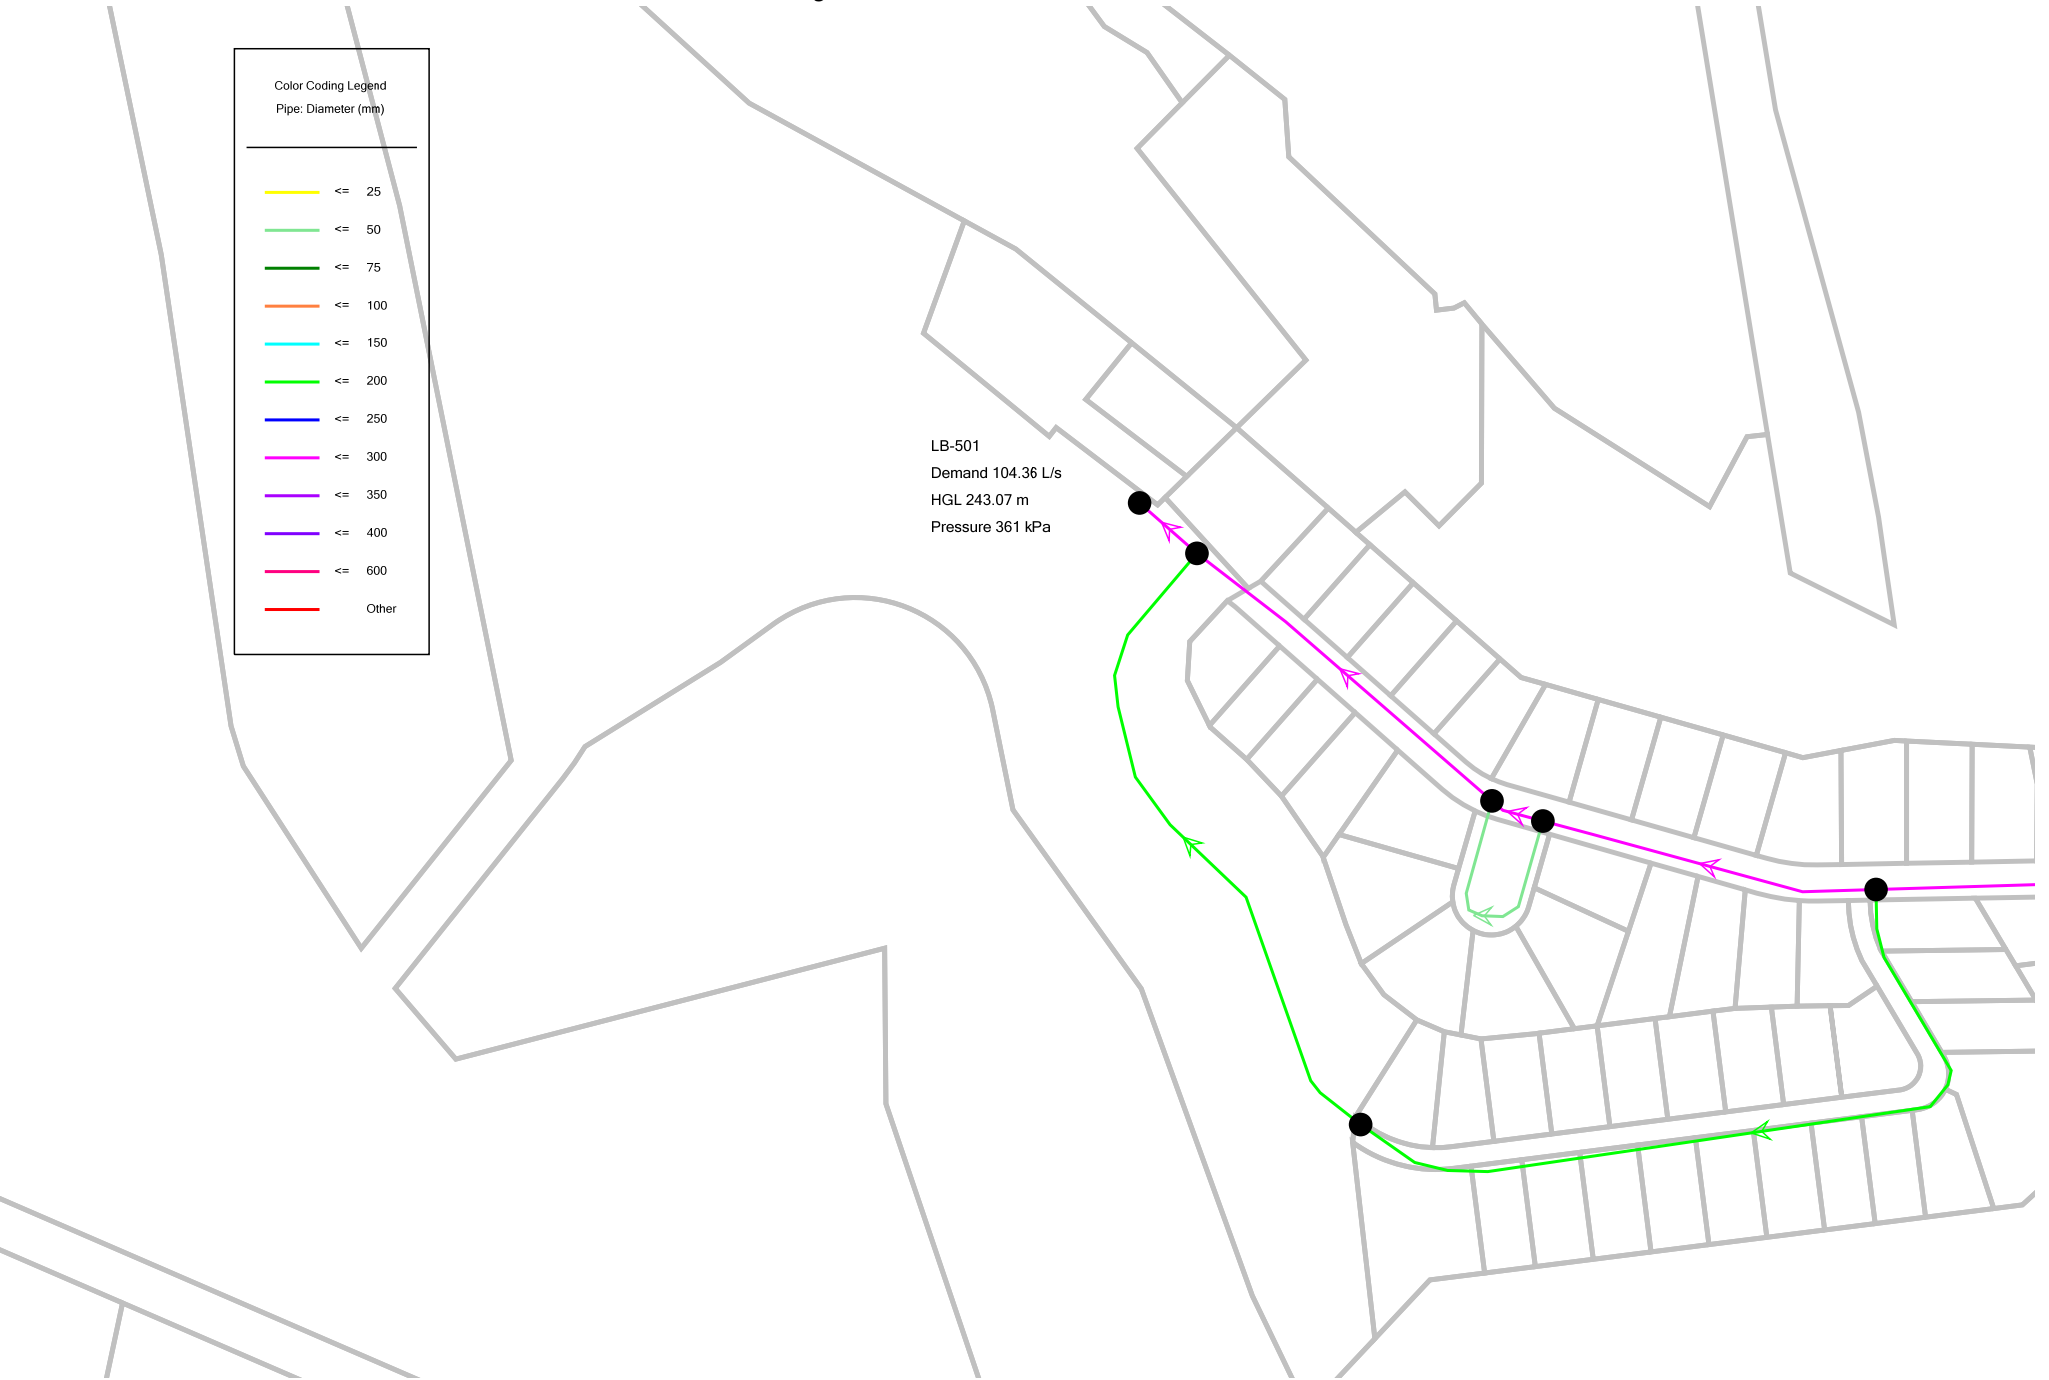 Color Coding Legend
Pipe: Diameter (mm)
<= 25
<= 50
<= 75
<= 100
<= 150
<= 200
<= 250
<= 300
<= 350
<= 400
<= 600
Other
LB-501
Demand 104.36 L/s
HGL 243.07 m
Pressure 361 kPa